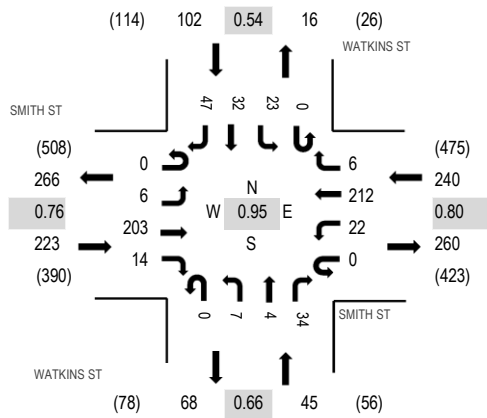 (114) 102 0.54 16 (26)
WATKINS ST
SMITH ST
47 32 23 0
(508) (475)
0 6
266 240
6 N 212
0.76 203 W 0.95 E 0.80
22
223 S 260
14 0
(390) (423)
0 7 4 34
SMITH ST
WATKINS ST
(78) 68 0.66 45 (56)